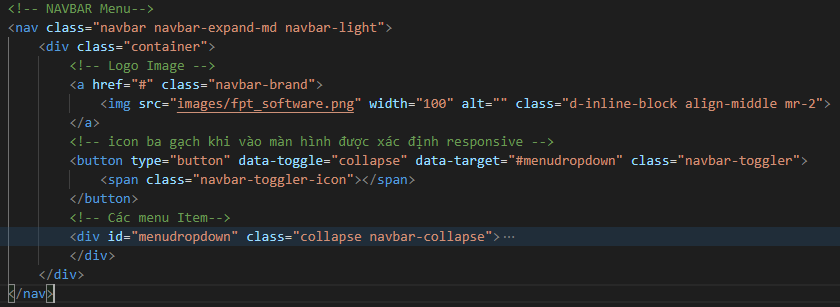 <!-- NAVBAR Menu-->
<nav class="navbar navbar-expand-md navbar-light">
    <div class="container">
        <!-- Logo Image -->
        <a href="#" class="navbar-brand">
            <img src="images/fpt_software.png" width="100" alt="" class="d-inline-block align-middle mr-2">
        </a>
        <!-- icon ba gạch khi vào màn hình được xác định responsive -->
        <button type="button" data-toggle="collapse" data-target="#menudropdown" class="navbar-toggler">
            <span class="navbar-toggler-icon"></span>
        </button>
        <!-- Các menu Item-->
        <div id="menudropdown" class="collapse navbar-collapse">…
        </div>
    </div>
</nav>